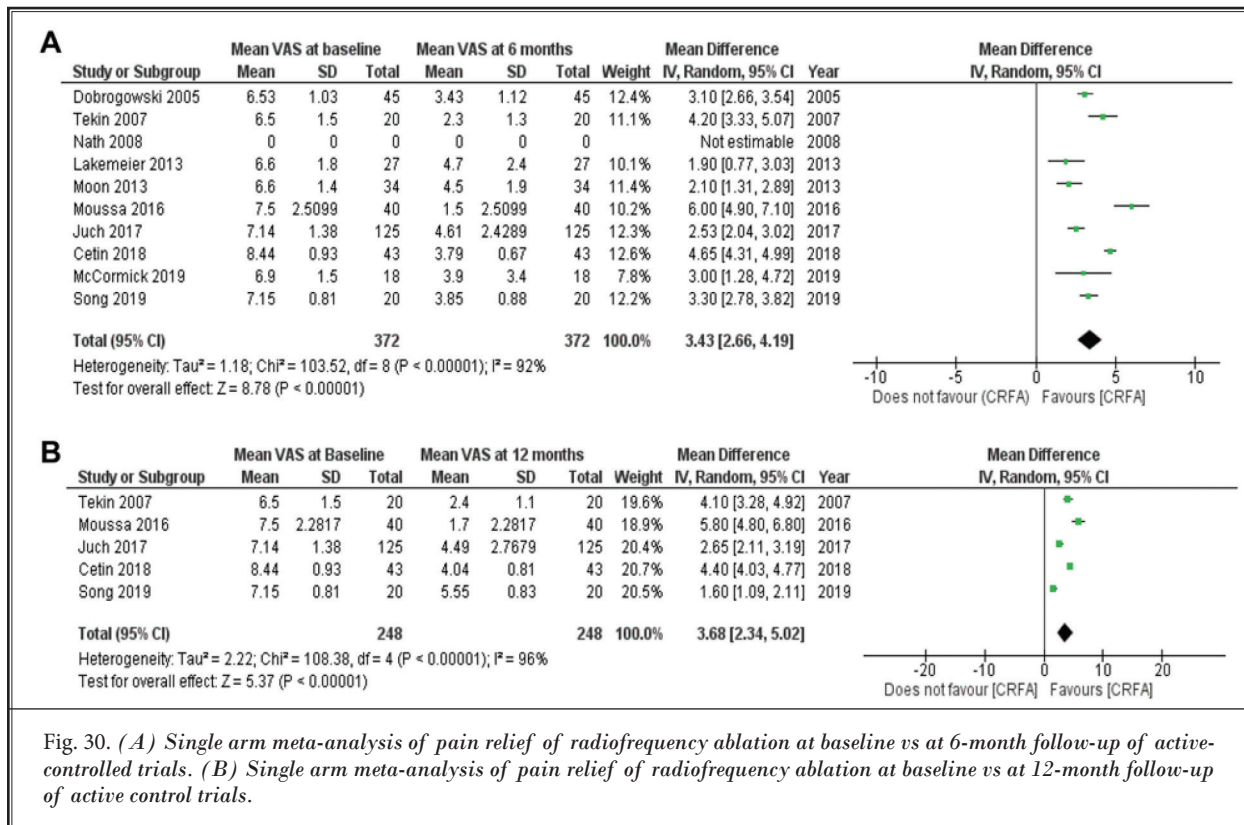 A
Mean VAS at baseline Mean VAS at 6 months Mean Difference Mean Difference
Study or Subgroup Mean SD Total Mean SD Total Weight IV, Random, 95% CI Year IV, Random, 95% CI
Dobrogowski 2005 6.53 1.03 45 3.43 1.12 45 12.4% 3.10 [2.66, 3.54] 2005
Tekin 2007 6.5 1.5 20 2.3 1.3 20 11.1% 4.20 [3.33, 5.07] 2007
Nath 2008 0 0 0 0 0 0 Not estimable 2008
Lakemeier 2013 6.6 1.8 27 4.7 2.4 27 10.1% 1.90 [0.77, 3.03] 2013
Moon 2013 6.6 1.4 34 4.5 1.9 34 11.4% 2.10 [1.31, 2.89] 2013
Moussa 2016 7.5 2.5099 40 1.5 2.5099 40 10.2% 6.00 [4.90, 7.10] 2016
Juch 2017 7.14 1.38 125 4.61 2.4289 125 12.3% 2.53 [2.04, 3.02] 2017
Cetin 2018 8.44 0.93 43 3.79 0.67 43 12.5% 4.65 [4.31, 4.99] 2018
McCormick 2019 6.9 1.5 18 3.9 3.4 18 7.8% 3.00 [1.28, 4.72] 2019
Song 2019 7.15 0.81 20 3.85 0.88 20 12.2% 3.30 [2.78, 3.82] 2019
Total (95% CI) 372 372 100.0% 3.43 [2.66, 4.19]
Heterogeneity: Tau² = 1.18; Chi² = 103.52, df = 8 (P < 0.00001); I² = 92%
Test for overall effect: Z = 8.78 (P < 0.00001)
-10 -5 0 5 10
Does not favour (CRFA) Favours [CRFA]
B
Mean VAS at Baseline Mean VAS at 12 months Mean Difference Mean Difference
Study or Subgroup Mean SD Total Mean SD Total Weight IV, Random, 95% CI Year IV, Random, 95% CI
Tekin 2007 6.5 1.5 20 2.4 1.1 20 19.6% 4.10 [3.28, 4.92] 2007
Moussa 2016 7.5 2.2817 40 1.7 2.2817 40 18.9% 5.80 [4.80, 6.80] 2016
Juch 2017 7.14 1.38 125 4.49 2.7679 125 20.4% 2.65 [2.11, 3.19] 2017
Cetin 2018 8.44 0.93 43 4.04 0.81 43 20.7% 4.40 [4.03, 4.77] 2018
Song 2019 7.15 0.81 20 5.55 0.83 20 20.5% 1.60 [1.09, 2.11] 2019
Total (95% CI) 248 248 100.0% 3.68 [2.34, 5.02]
Heterogeneity: Tau² = 2.22; Chi² = 108.38, df = 4 (P < 0.00001); I² = 96%
Test for overall effect: Z = 5.37 (P < 0.00001)
-20 -10 0 10 20
Does not favour [CRFA] Favours [CRFA]
Fig. 30. (A) Single arm meta-analysis of pain relief of radiofrequency ablation at baseline vs at 6-month follow-up of active-
controlled trials. (B) Single arm meta-analysis of pain relief of radiofrequency ablation at baseline vs at 12-month follow-up
of active control trials.